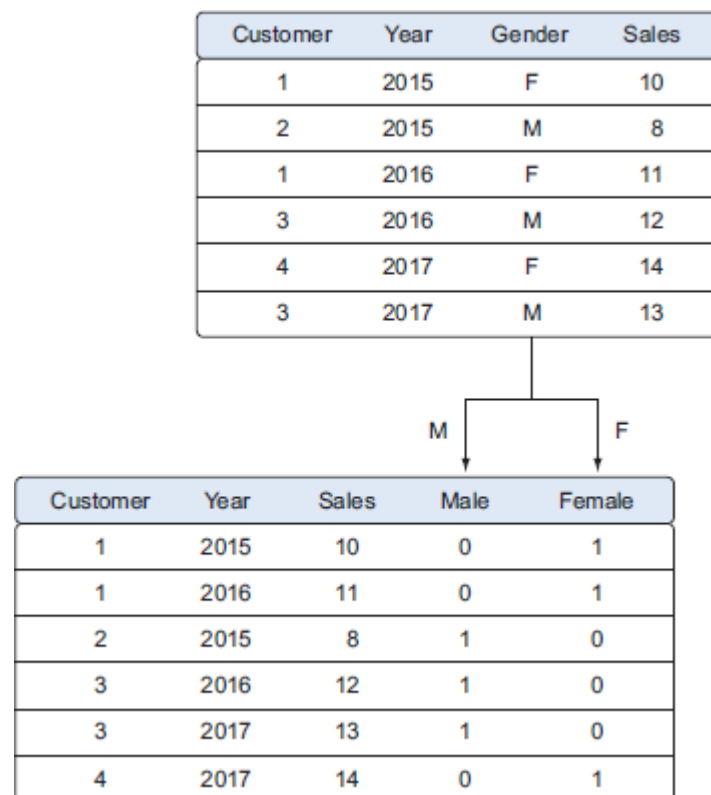 Customer Year Gender Sales
1 2015 F 10
2 2015 M 8
1 2016 F 11
3 2016 M 12
4 2017 F 14
3 2017 M 13
M F
Customer Year Sales Male Female
1 2015 10 0 1
1 2016 11 0 1
2 2015 8 1 0
3 2016 12 1 0
3 2017 13 1 0
4 2017 14 0 1